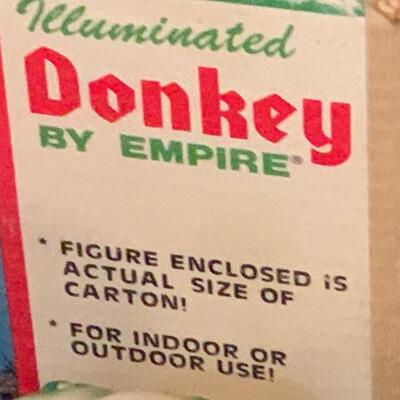 Illuminated
Donkey
BY EMPIRE®
* FIGURE ENCLOSED iS
ACTUAL SIZE OF
CARTON!
* FOR INDOOR OR
OUTDOOR USE!